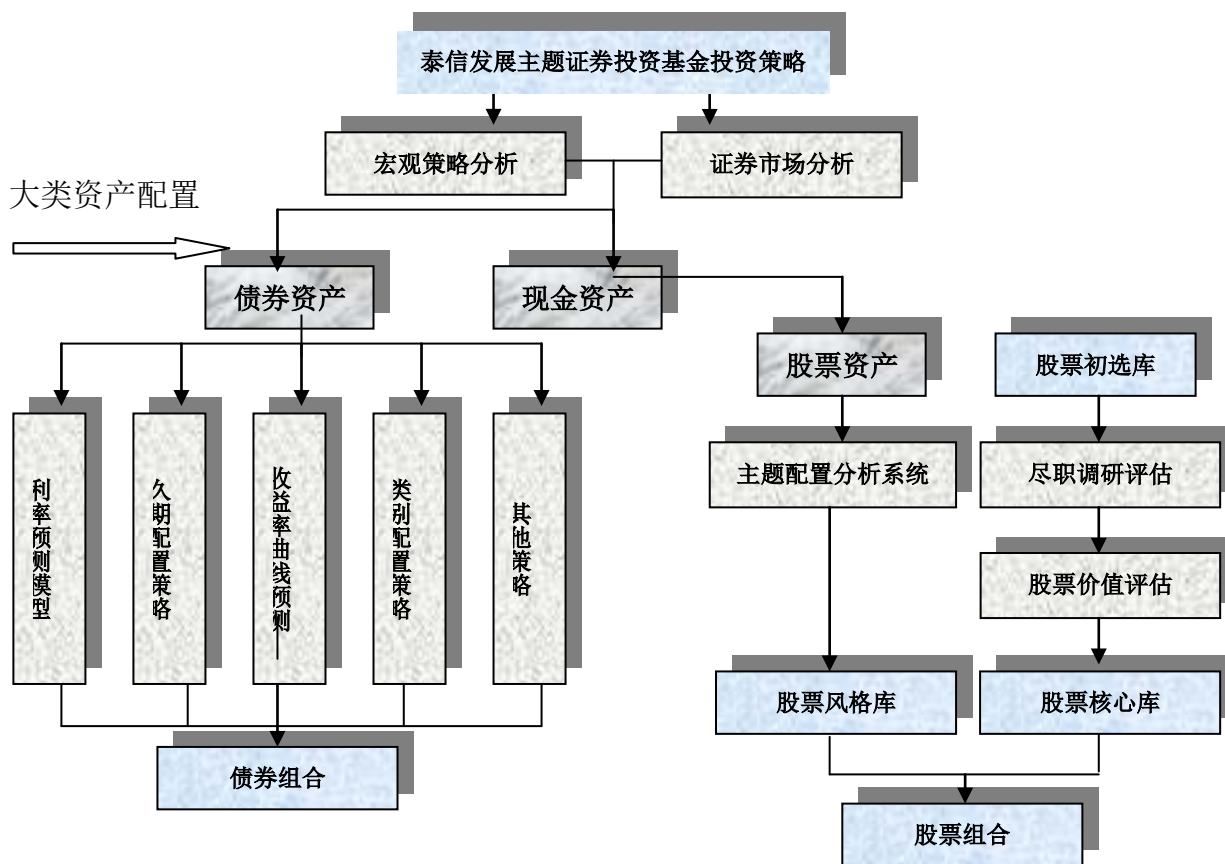 泰信发展主题证券投资基金投资策略
宏观策略分析
证券市场分析
大类资产配置
债券资产
现金资产
股票资产
股票初选库
利率预测模型
久期配置策略
收益率曲线预测
类别配置策略
其他策略
主题配置分析系统
尽职调研评估
股票价值评估
股票风格库
股票核心库
债券组合
股票组合